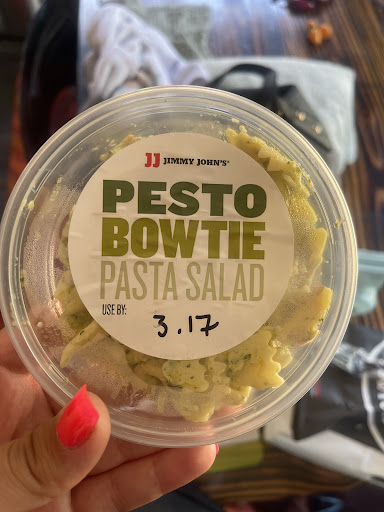 JJ JIMMY JOHN'S®
PESTO
BOWTIE
PASTA SALAD
USE BY:
3.17